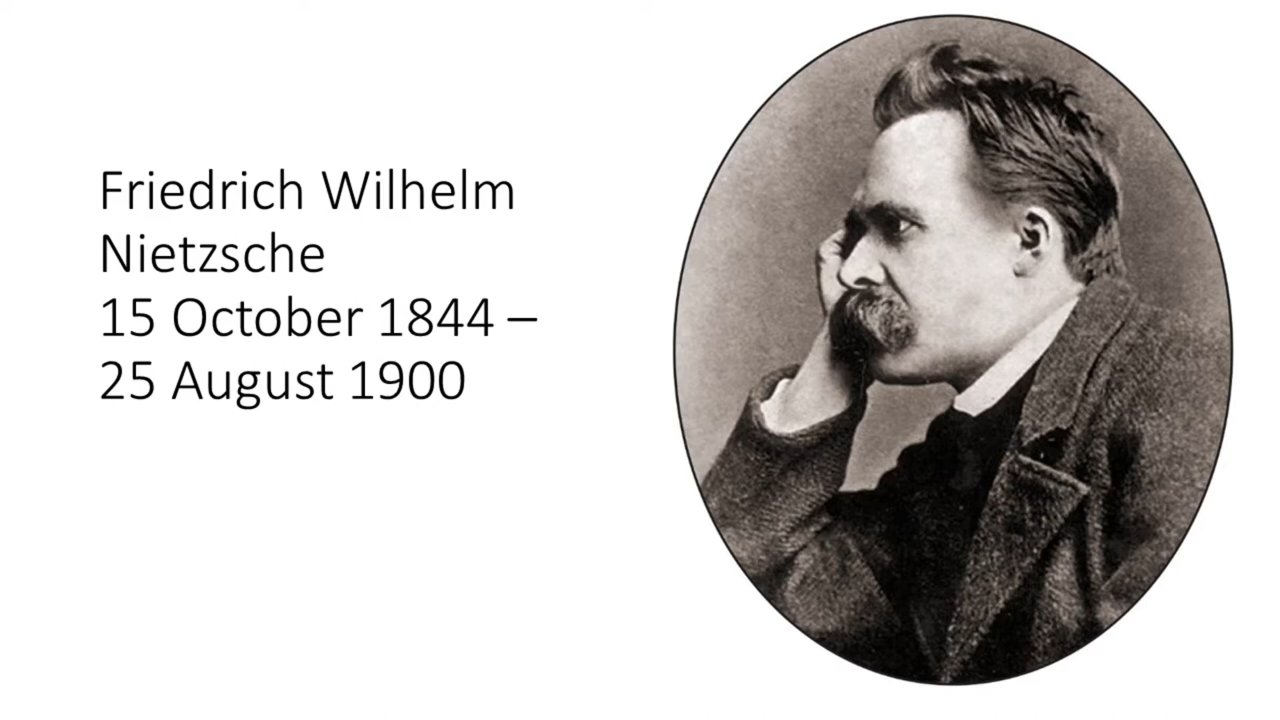 Friedrich Wilhelm
Nietzsche
15 October 1844 –
25 August 1900